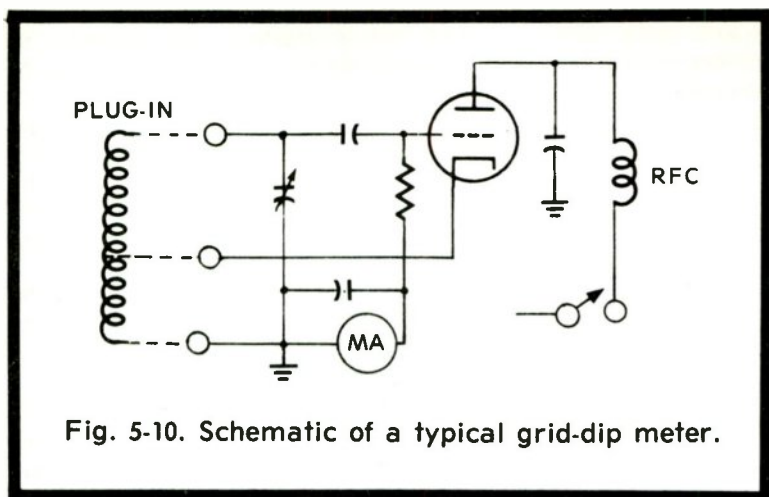 PLUG-IN
RFC
MA
Fig. 5-10. Schematic of a typical grid-dip meter.